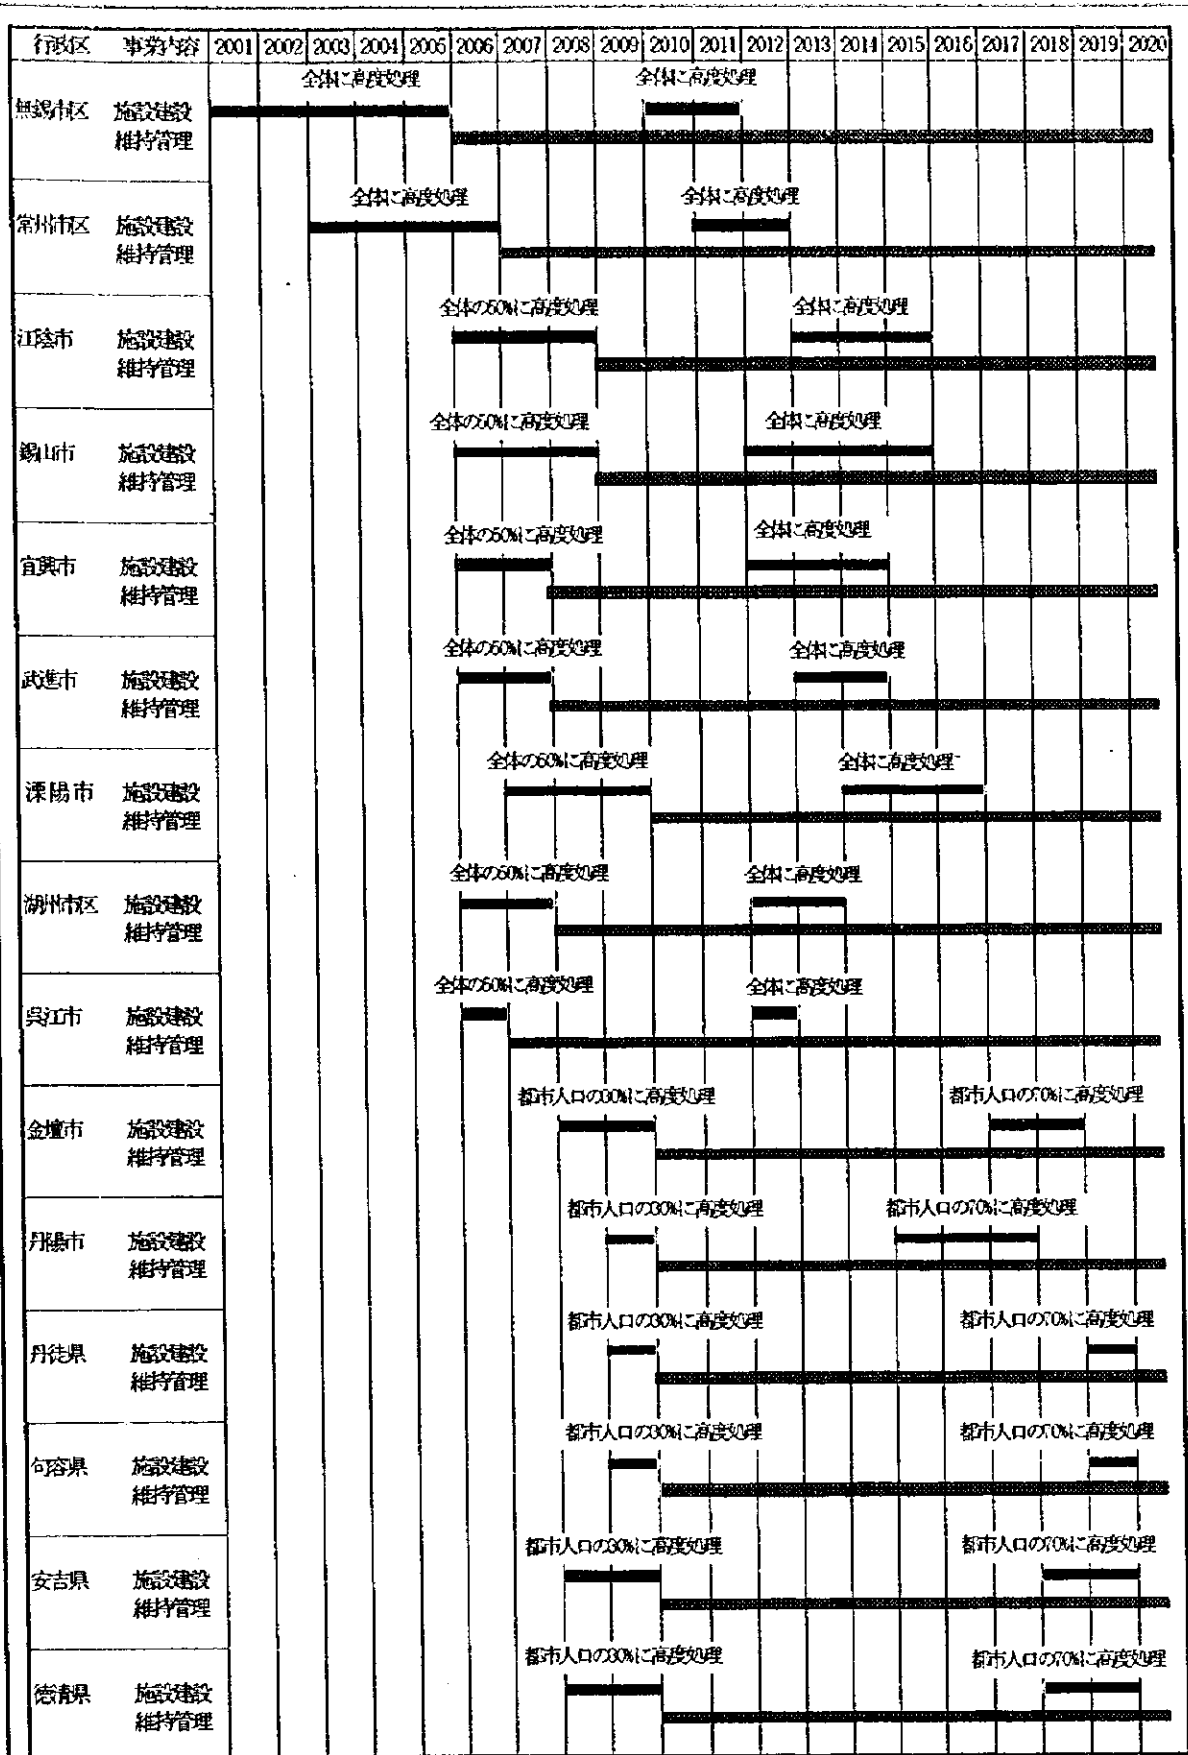 行政区 事業内容 2001 2002 2003 2004 2005 2006 2007 2008 2009 2010 2011 2012 2013 2014 2015 2016 2017 2018 2019 2020
全体に高度処理 全体に高度処理
無錫市区 施設建設
維持管理
全体に高度処理 全体に高度処理
常州市区 施設建設
維持管理
全体の50%に高度処理 全体に高度処理
江陰市 施設建設
維持管理
全体の50%に高度処理 全体に高度処理
錫山市 施設建設
維持管理
全体の50%に高度処理 全体に高度処理
宜興市 施設建設
維持管理
全体の50%に高度処理 全体に高度処理
武進市 施設建設
維持管理
全体の50%に高度処理 全体に高度処理
溧陽市 施設建設
維持管理
全体の50%に高度処理 全体に高度処理
湖州市区 施設建設
維持管理
全体の50%に高度処理 全体に高度処理
呉江市 施設建設
維持管理
都市人口の30%に高度処理 都市人口の70%に高度処理
金壇市 施設建設
維持管理
都市人口の30%に高度処理 都市人口の70%に高度処理
丹陽市 施設建設
維持管理
都市人口の30%に高度処理 都市人口の70%に高度処理
丹徒県 施設建設
維持管理
都市人口の30%に高度処理 都市人口の70%に高度処理
句容県 施設建設
維持管理
都市人口の30%に高度処理 都市人口の70%に高度処理
安吉県 施設建設
維持管理
都市人口の30%に高度処理 都市人口の70%に高度処理
徳清県 施設建設
維持管理